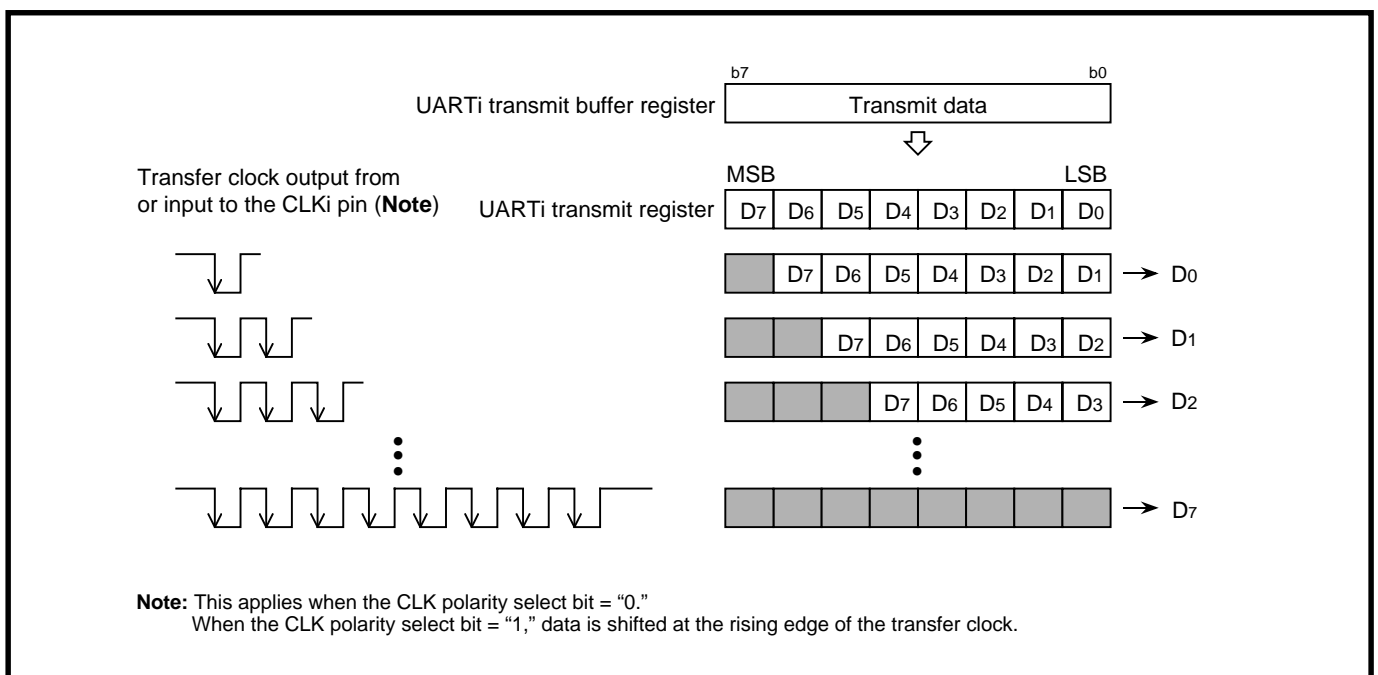 b7 b0
UARTi transmit buffer register Transmit data
Transfer clock output from
or input to the CLKi pin (Note)
MSB LSB
UARTi transmit register D7 D6 D5 D4 D3 D2 D1 D0
D7 D6 D5 D4 D3 D2 D1 D0
D7 D6 D5 D4 D3 D2 D1
D7 D6 D5 D4 D3 D2
D7
Note: This applies when the CLK polarity select bit = “0.”
When the CLK polarity select bit = “1,” data is shifted at the rising edge of the transfer clock.